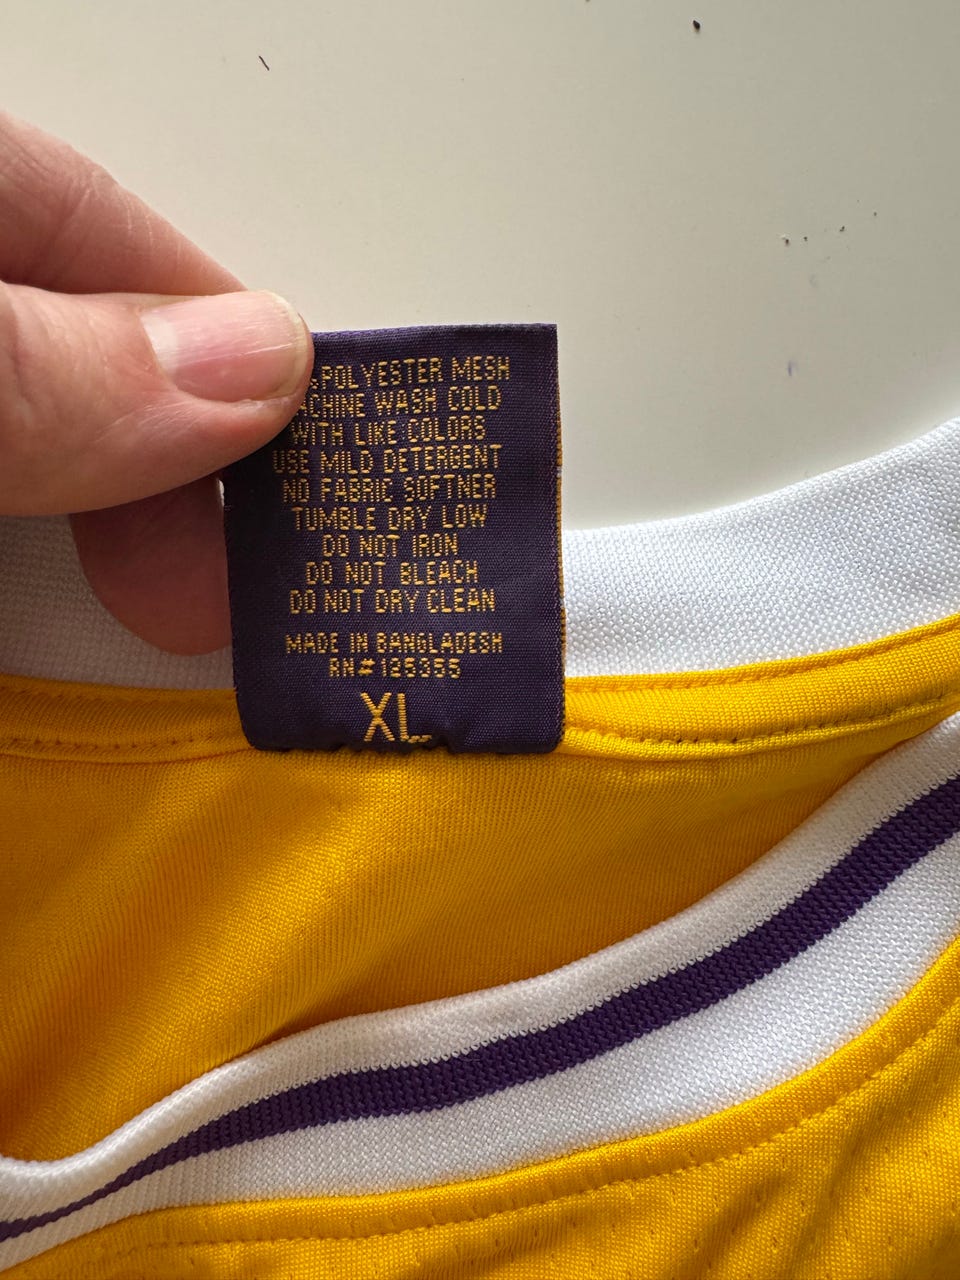 POLYESTER MESH
MACHINE WASH COLD
WITH LIKE COLORS
USE MILD DETERGENT
NO FABRIC SOFTNER
TUMBLE DRY LOW
DO NOT IRON
DO NOT BLEACH
DO NOT DRY CLEAN
MADE IN BANGLADESH
RN#125355
XL